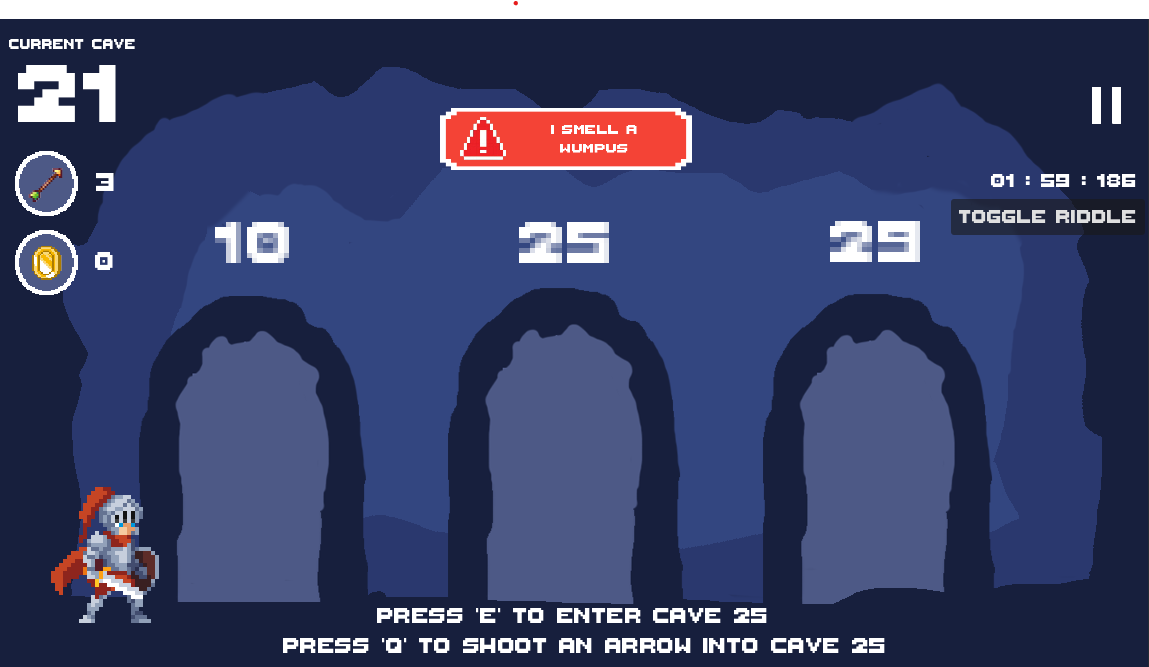 CURRENT CAVE
21
I SMELL A
WUMPUS
3
01 : 59 : 186
TOGGLE RIDDLE
10
25
29
0
PRESS 'E' TO ENTER CAVE 25
PRESS 'Q' TO SHOOT AN ARROW INTO CAVE 25